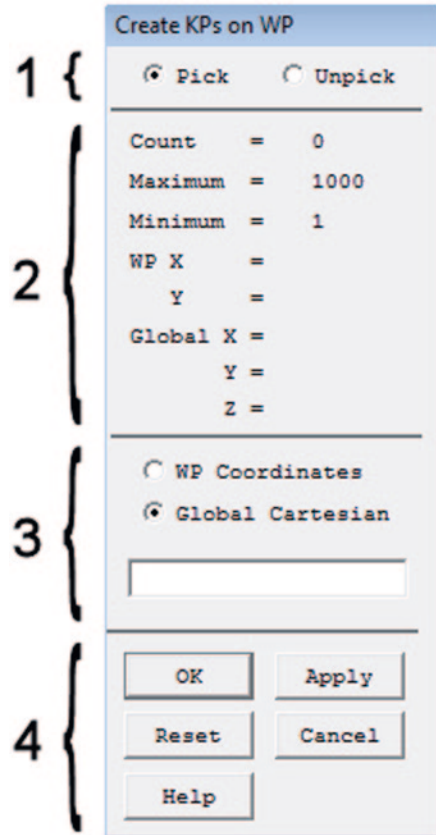 Create KPs on WP
1 {
Pick Unpick
2 {
Count = 0
Maximum = 1000
Minimum = 1
WP X =
Y =
Global X =
Y =
Z =
3 {
WP Coordinates
Global Cartesian
4 {
OK Apply
Reset Cancel
Help